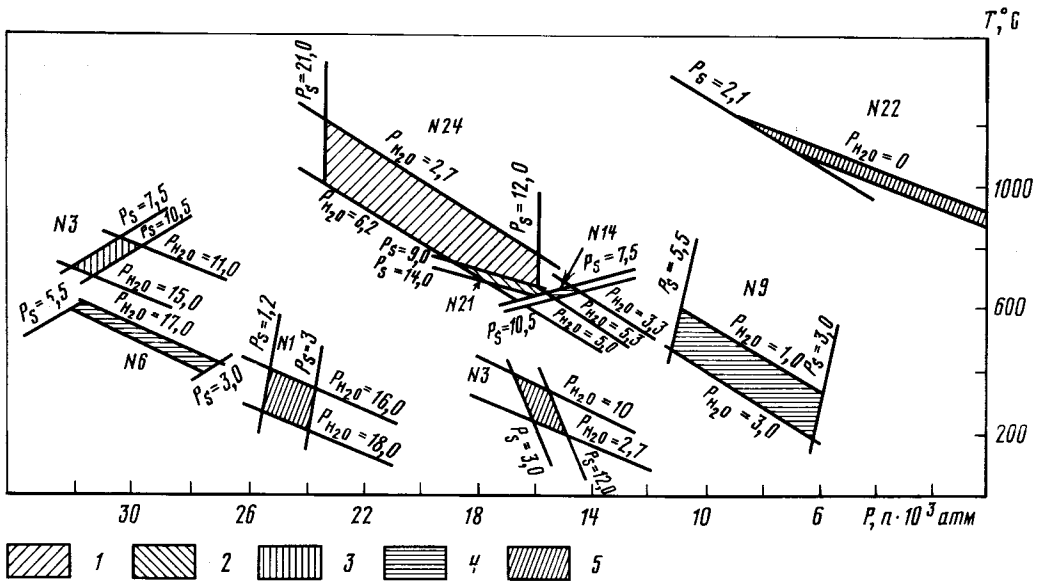 T,°C
P_S=21,0
N24
P_S=2,1
N22
P_H2O=2,7
P_H2O=0
1000
P_S=7,5
N3
P_S=10,5
P_H2O=6,2
P_S=12,0
N14
P_H2O=11,0
P_S=9,0
P_S=7,5
P_S=5,5
P_S=14,0
N9
P_H2O=15,0
P_S=5,5
P_H2O=17,0
N21
P_H2O=3,3
600
P_S=1,2
P_S=10,5
P_H2O=5,3
P_H2O=1,0
P_S=3,0
N6
N1
P_S=3
P_H2O=5,0
P_S=3,0
P_H2O=16,0
N3
P_H2O=10
P_H2O=3,0
P_H2O=18,0
P_H2O=2,7
200
P_S=3,0
P_S=12,0
30 26 22 18 14 10 6 P, п·10³ атм
1 2 3 4 5